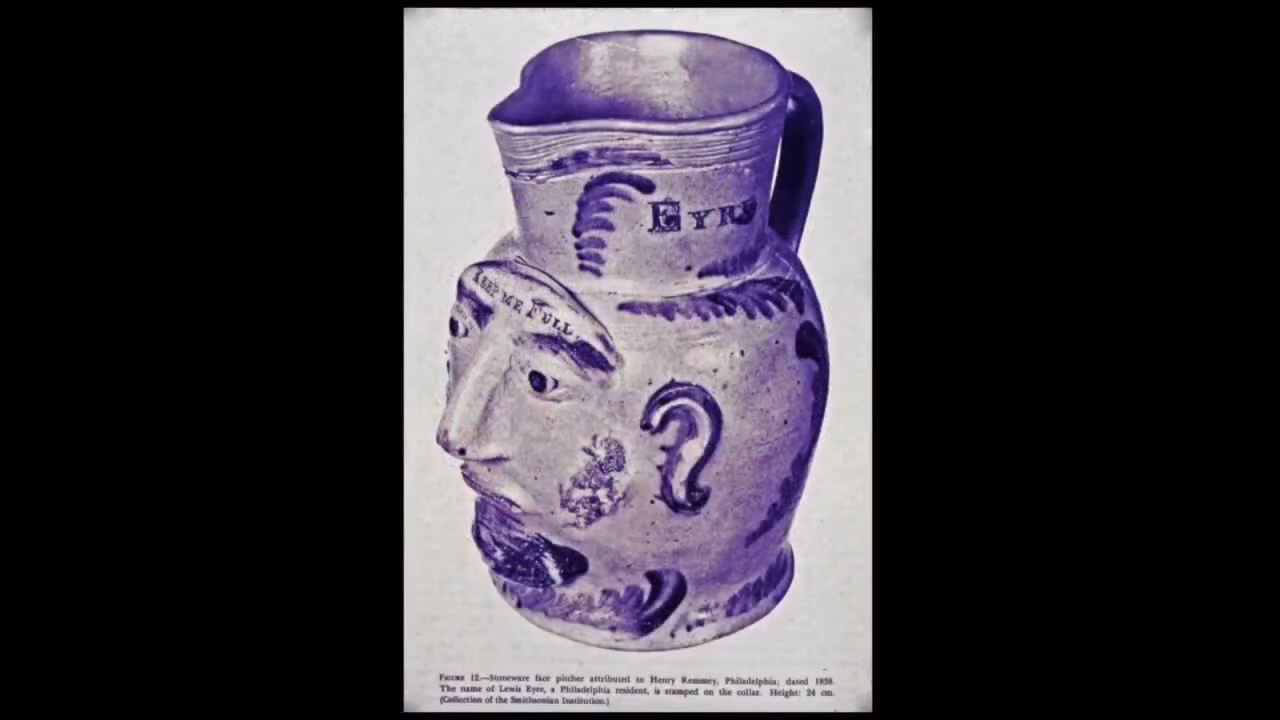 EYRE
KEEP ME FULL.
FIGURE 12.—Stoneware face pitcher attributed to Henry Remmey, Philadelphia; dated 1838.
The name of Lewis Eyre, a Philadelphia resident, is stamped on the collar. Height: 24 cm.
(Collection of the Smithsonian Institution.)